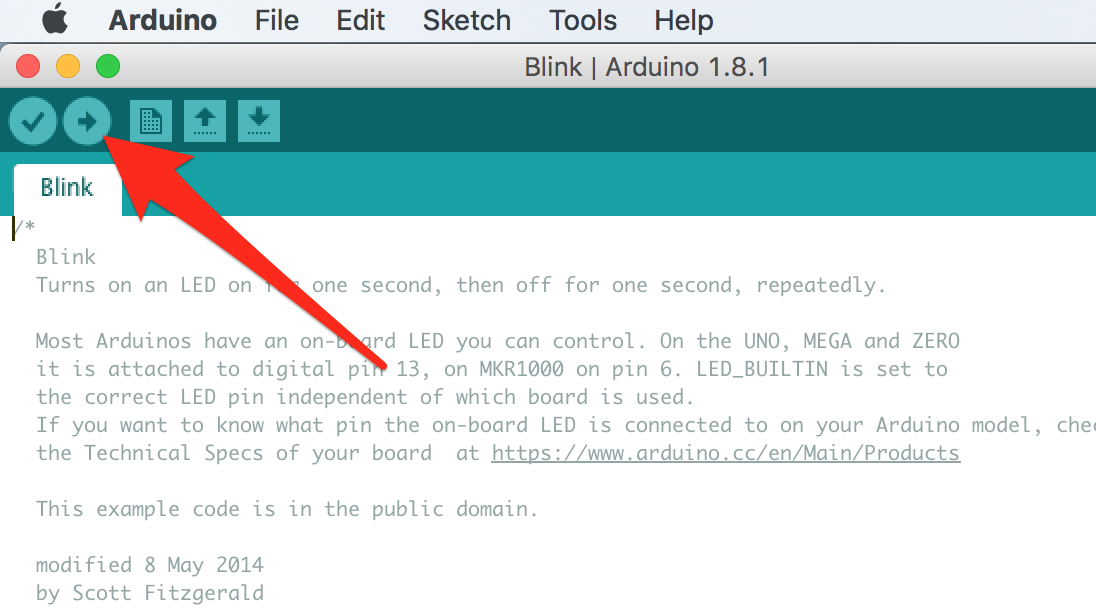 Arduino File Edit Sketch Tools Help
Blink | Arduino 1.8.1
Blink
/*
Blink
Turns on an LED on for one second, then off for one second, repeatedly.
Most Arduinos have an on-board LED you can control. On the UNO, MEGA and ZERO
it is attached to digital pin 13, on MKR1000 on pin 6. LED_BUILTIN is set to
the correct LED pin independent of which board is used.
If you want to know what pin the on-board LED is connected to on your Arduino model, chec
the Technical Specs of your board at https://www.arduino.cc/en/Main/Products
This example code is in the public domain.
modified 8 May 2014
by Scott Fitzgerald